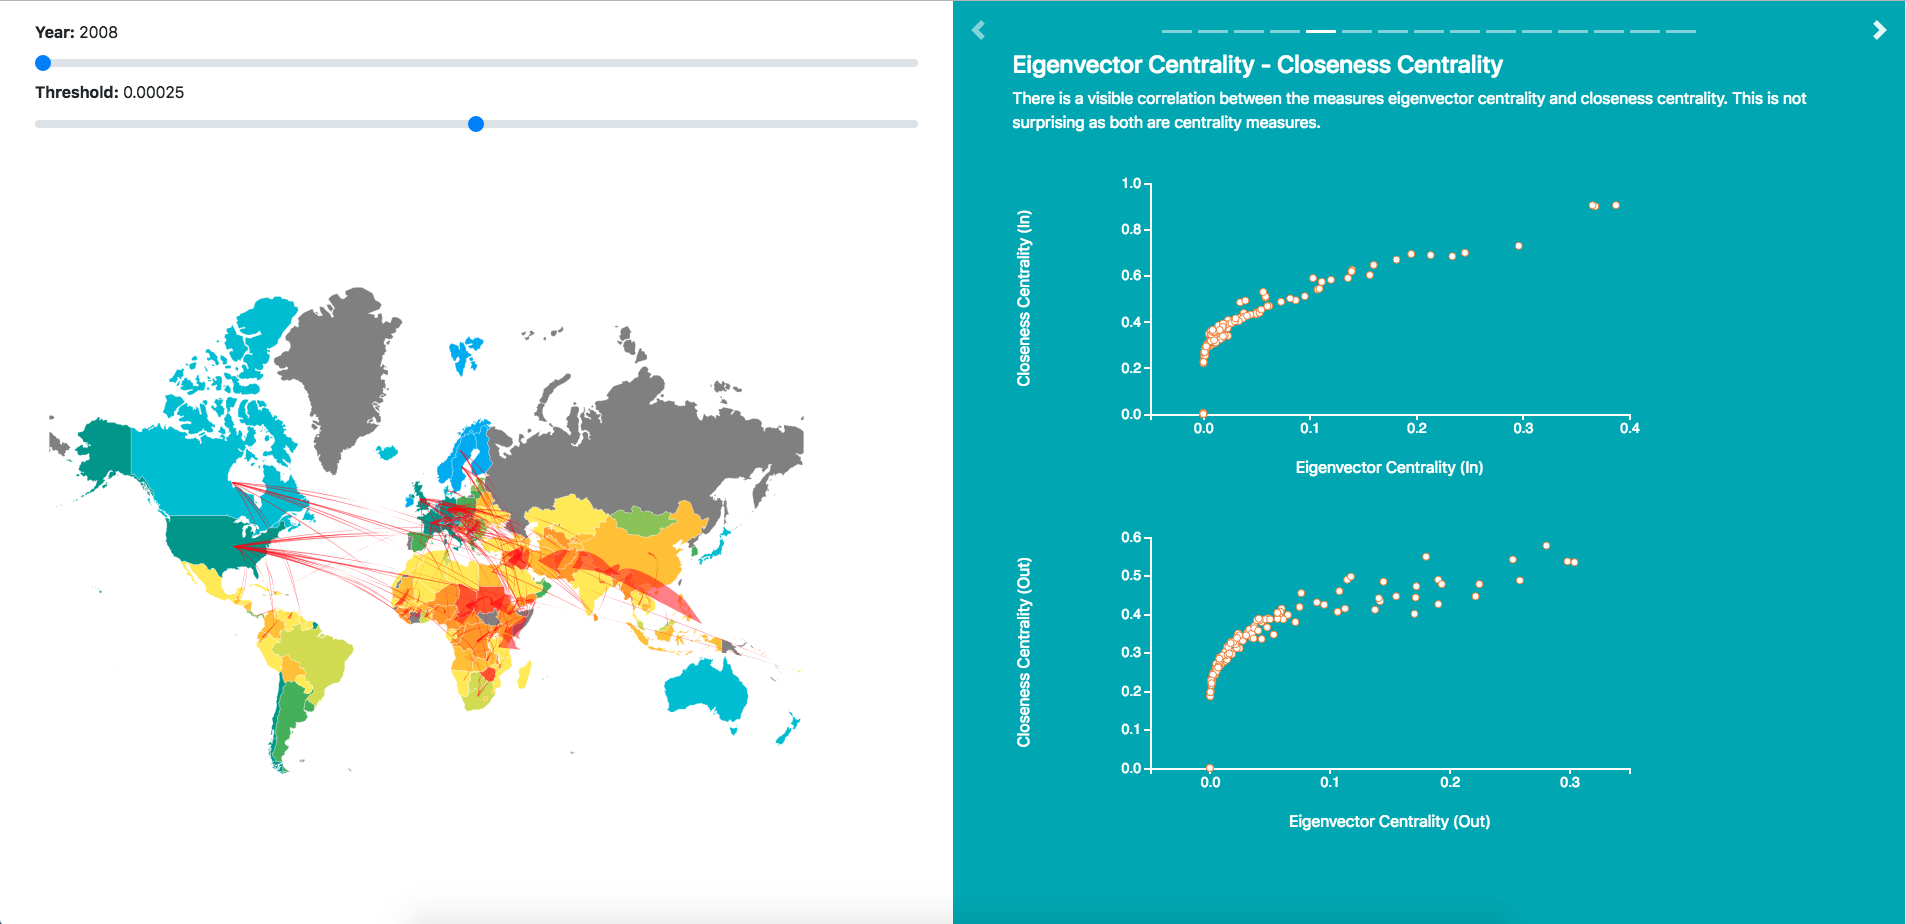 Year: 2008
Threshold: 0.00025
Eigenvector Centrality - Closeness Centrality
There is a visible correlation between the measures eigenvector centrality and closeness centrality. This is not
surprising as both are centrality measures.
Closeness Centrality (In)
1.0
0.8
0.6
0.4
0.2
0.0
0.0 0.1 0.2 0.3 0.4
Eigenvector Centrality (In)
Closeness Centrality (Out)
0.6
0.5
0.4
0.3
0.2
0.1
0.0
0.0 0.1 0.2 0.3
Eigenvector Centrality (Out)